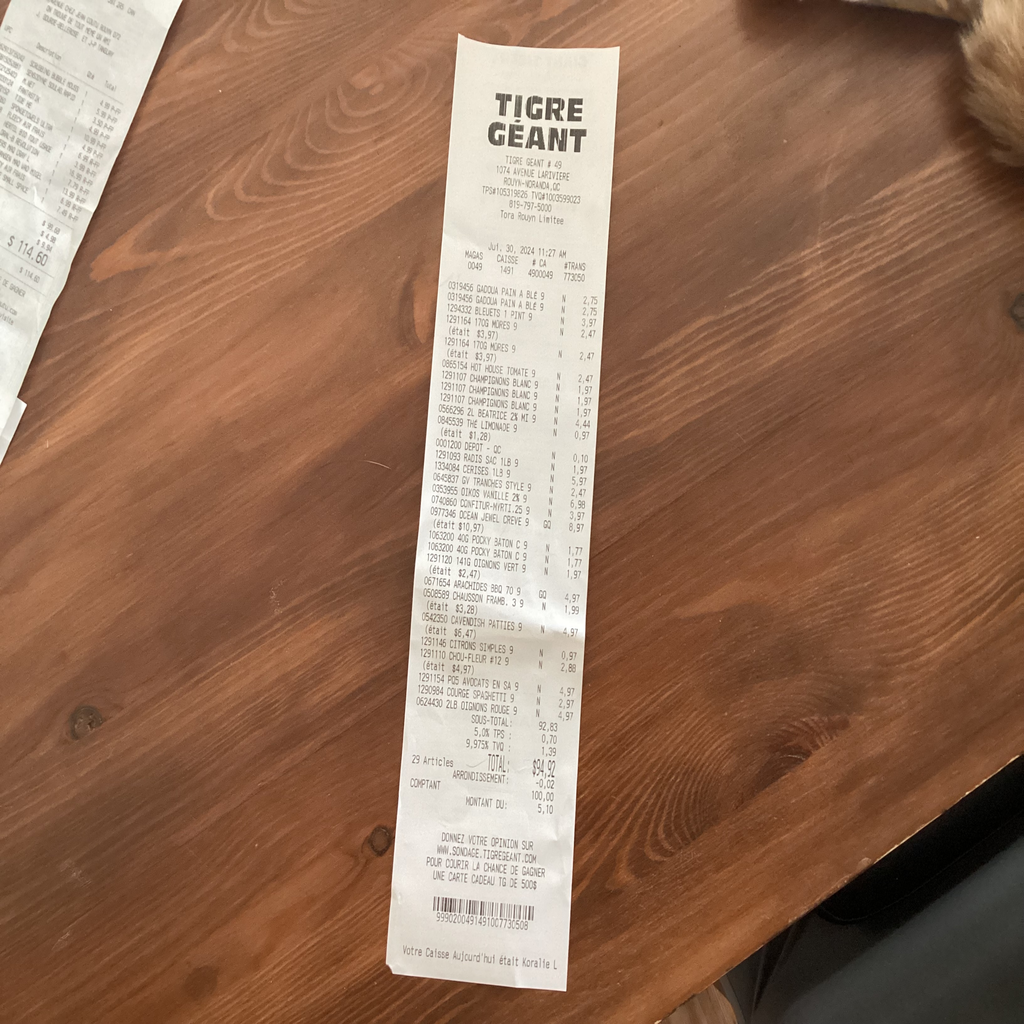 TIGRE
GÉANT
TIGRE GEANT # 49
1074 AVENUE LARIVIERE
ROUYN-NORANDA,QC
TPS#105319826 TVQ#1003599023
819-797-5000
Tora Rouyn Limitee
Jul. 30, 2024 11:27 AM
MAGAS CAISSE # CA #TRANS
0049 1491 4900049 773050
0319456 GADOUA PAIN A BLE 9 N 2,75
0319456 GADOUA PAIN A BLE 9 N 2,75
1294332 BLEUETS 1 PINT 9 N 3,97
1291164 170G MORES 9 N 2,47
(était $3,97)
1291164 170G MORES 9 N 2,47
(était $3,97)
0865154 HOT HOUSE TOMATE 9 N 2,47
1291107 CHAMPIGNONS BLANC 9 N 1,97
1291107 CHAMPIGNONS BLANC 9 N 1,97
1291107 CHAMPIGNONS BLANC 9 N 1,97
0566296 2L BEATRICE 2% MI 9 N 4,44
0845539 THE LIMONADE 9 N 0,97
(était $1,28)
0001200 DEPOT - QC N 0,10
1291093 RADIS SAC 1LB 9 N 1,97
1334084 CERISES 1LB 9 N 5,97
0645837 GV TRANCHES STYLE 9 N 2,47
0353955 OIKOS VANILLE 2% 9 N 6,98
0740860 CONFITUR-MYRTI.25 9 N 3,97
0977346 OCEAN JEWEL CREVE 9 GQ 8,97
(était $10,97)
1063200 40G POCKY BATON C 9 N 1,77
1063200 40G POCKY BATON C 9 N 1,77
1291120 141G OIGNONS VERT 9 N 1,97
(était $2,47)
0671654 ARACHIDES BBQ 70 9 GQ 4,97
0508589 CHAUSSON FRAMB. 3 9 N 1,99
(était $3,28)
0542350 CAVENDISH PATTIES 9 N 4,97
(était $6,47)
1291146 CITRONS SIMPLES 9 N 0,97
1291110 CHOU-FLEUR #12 9 N 2,88
(était $4,97)
1291154 PO5 AVOCATS EN SA 9 N 4,97
1290984 COURGE SPAGHETTI 9 N 2,97
0624430 2LB OIGNONS ROUGE 9 N 4,97
SOUS-TOTAL: 92,83
5,0% TPS : 0,70
9,975% TVQ : 1,39
29 Articles TOTAL: $94,92
ARRONDISSEMENT: -0,02
COMPTANT 100,00
MONTANT DU: 5,10
DONNEZ VOTRE OPINION SUR
WWW.SONDAGE.TIGREGEANT.COM
POUR COURIR LA CHANCE DE GAGNER
UNE CARTE CADEAU TG DE 500$
9990200491491007730508
Votre Caisse Aujourd'hui était Koralie L
Description Qté Total
$ 114.60